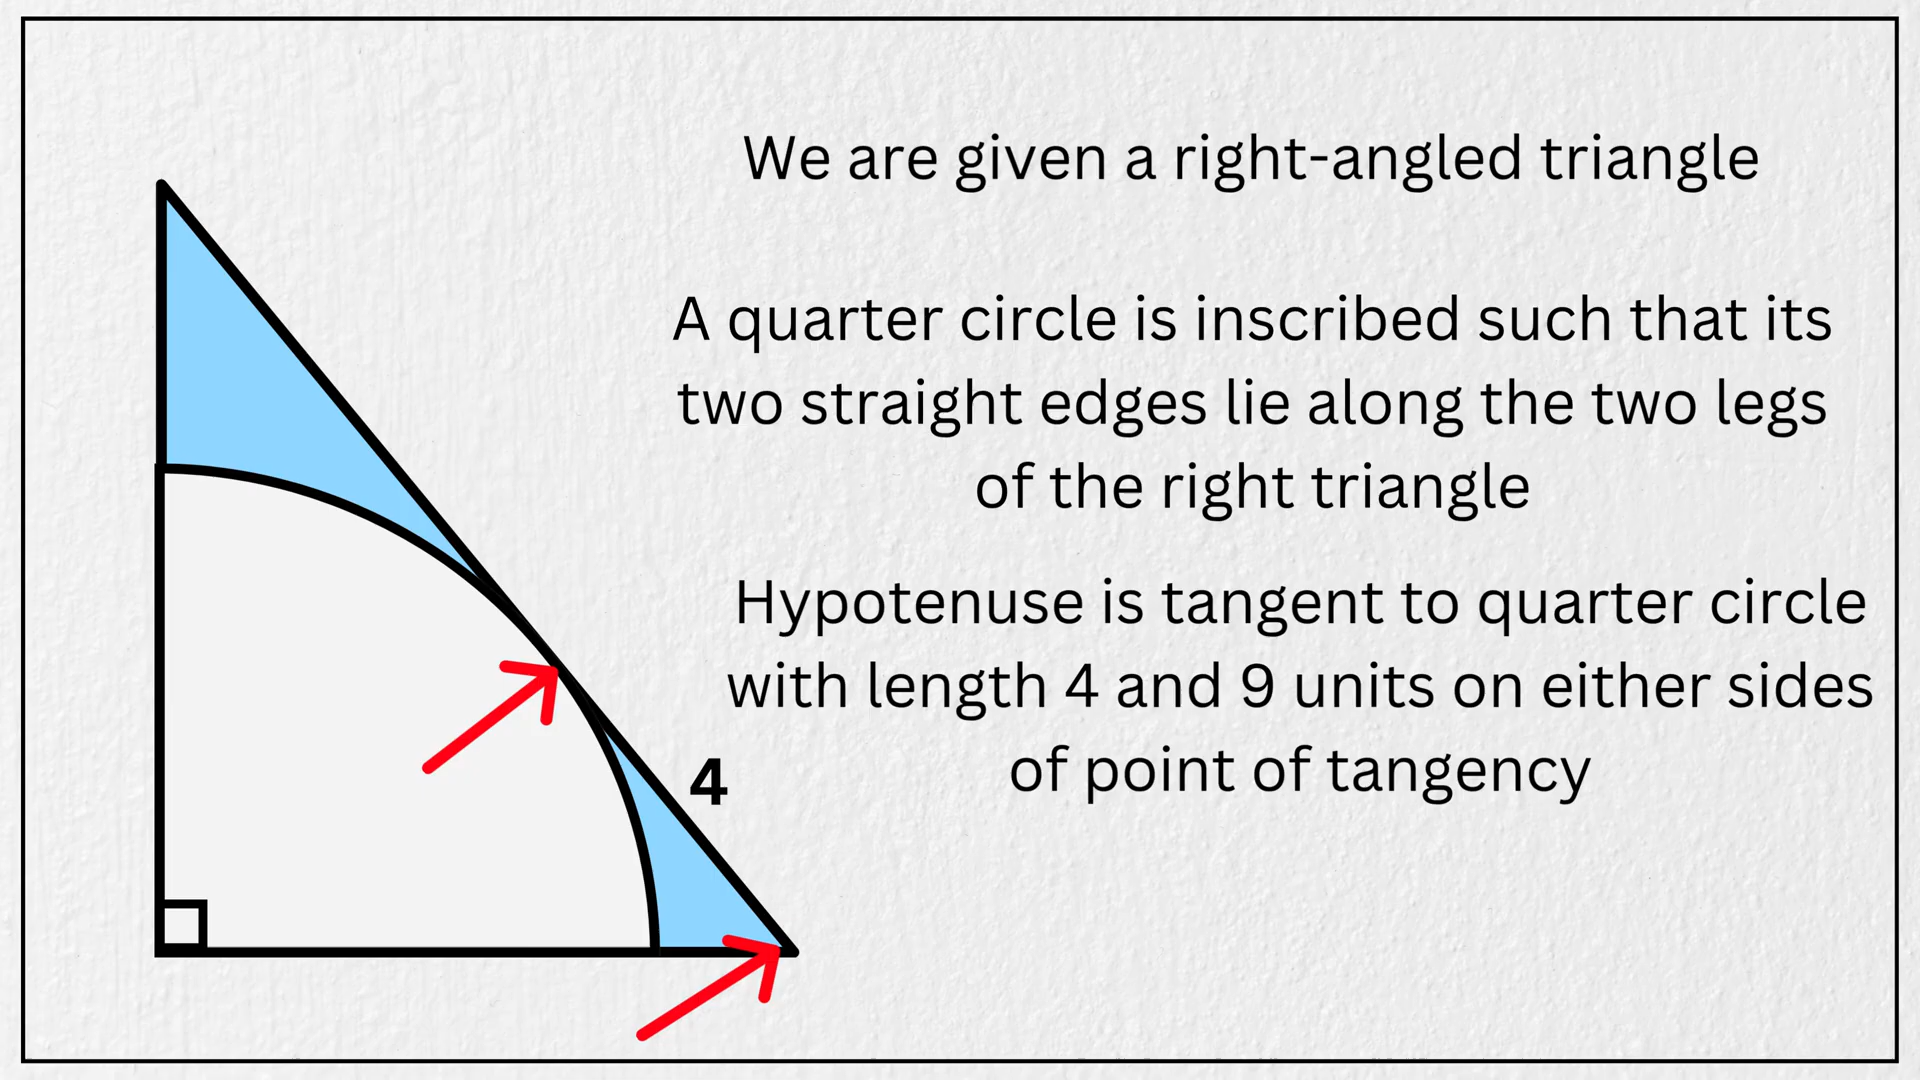 We are given a right-angled triangle
A quarter circle is inscribed such that its
two straight edges lie along the two legs
of the right triangle
Hypotenuse is tangent to quarter circle
with length 4 and 9 units on either sides
of point of tangency
4